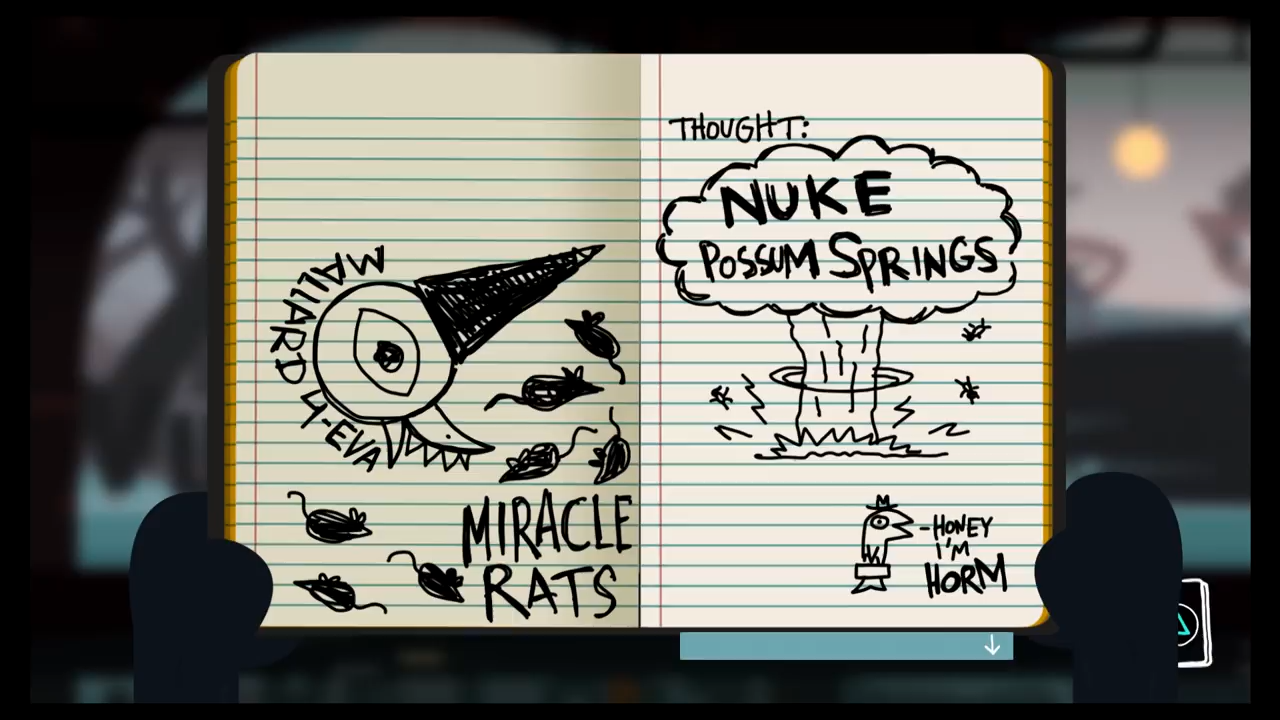 MALLARD 4-EVA
MIRACLE
RATS
THOUGHT:
NUKE
POSSUM SPRINGS
-HONEY
I'M
HORM